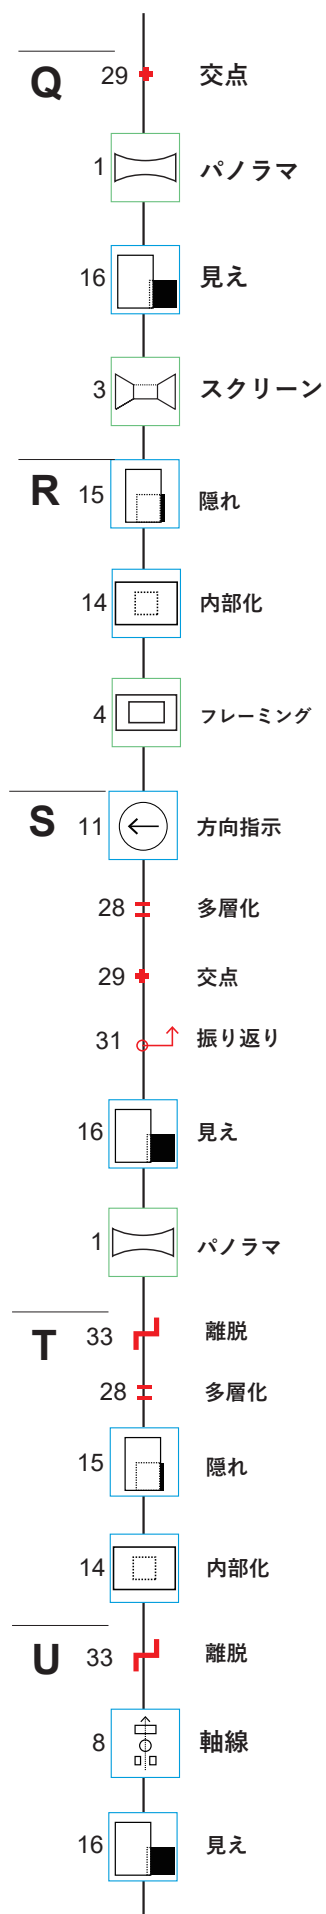 Q 29 交点
1 パノラマ
16 見え
3 スクリーン
R 15 隠れ
14 内部化
4 フレーミング
S 11 方向指示
28 多層化
29 交点
31 振り返り
16 見え
1 パノラマ
T 33 離脱
28 多層化
15 隠れ
14 内部化
U 33 離脱
8 軸線
16 見え